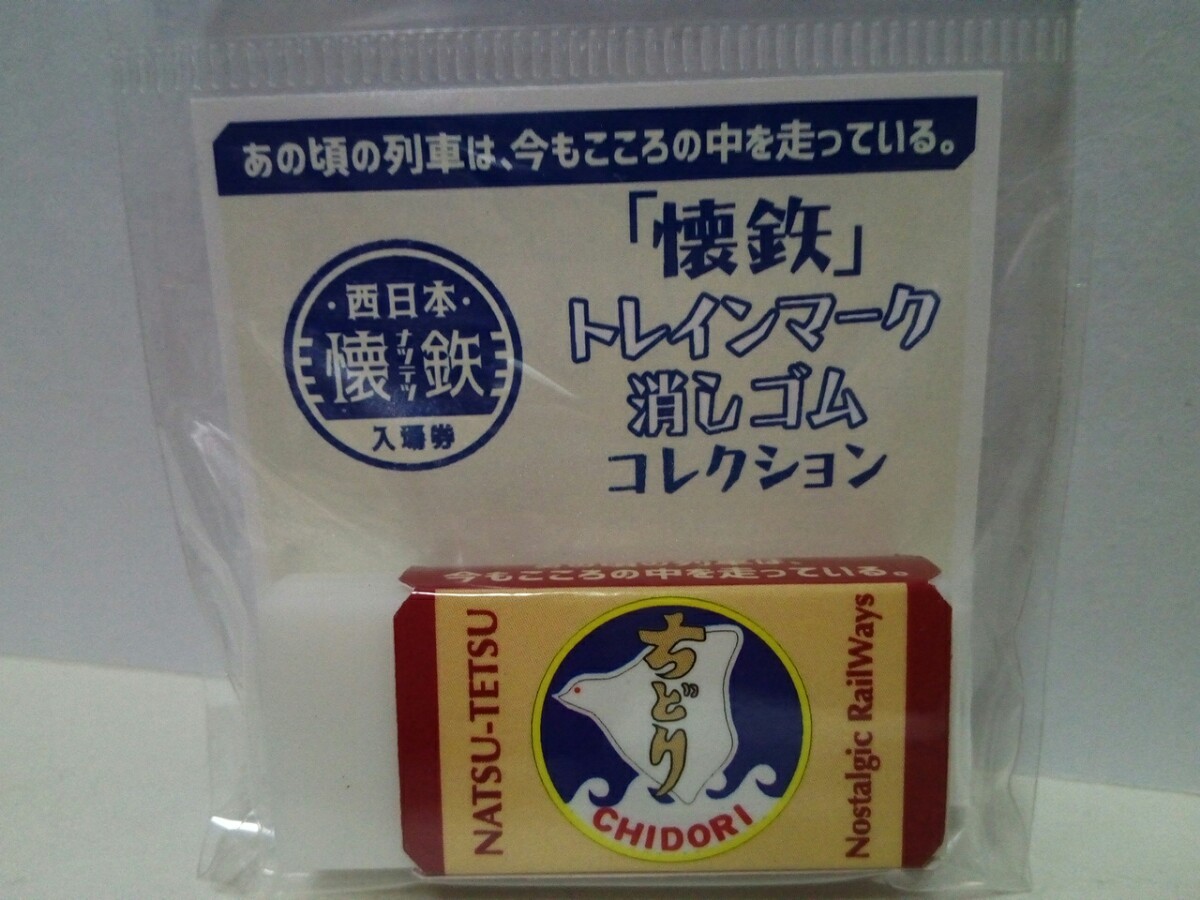 あの頃の列車は、今もこころの中を走っている。
「懐鉄」
トレインマーク
消しゴム
コレクション
・西日本・
懐鉄
ナツテツ
入場券
今もこころの中を走っている。
NATSU-TETSU
ちどり
CHIDORI
Nostalgic RailWays